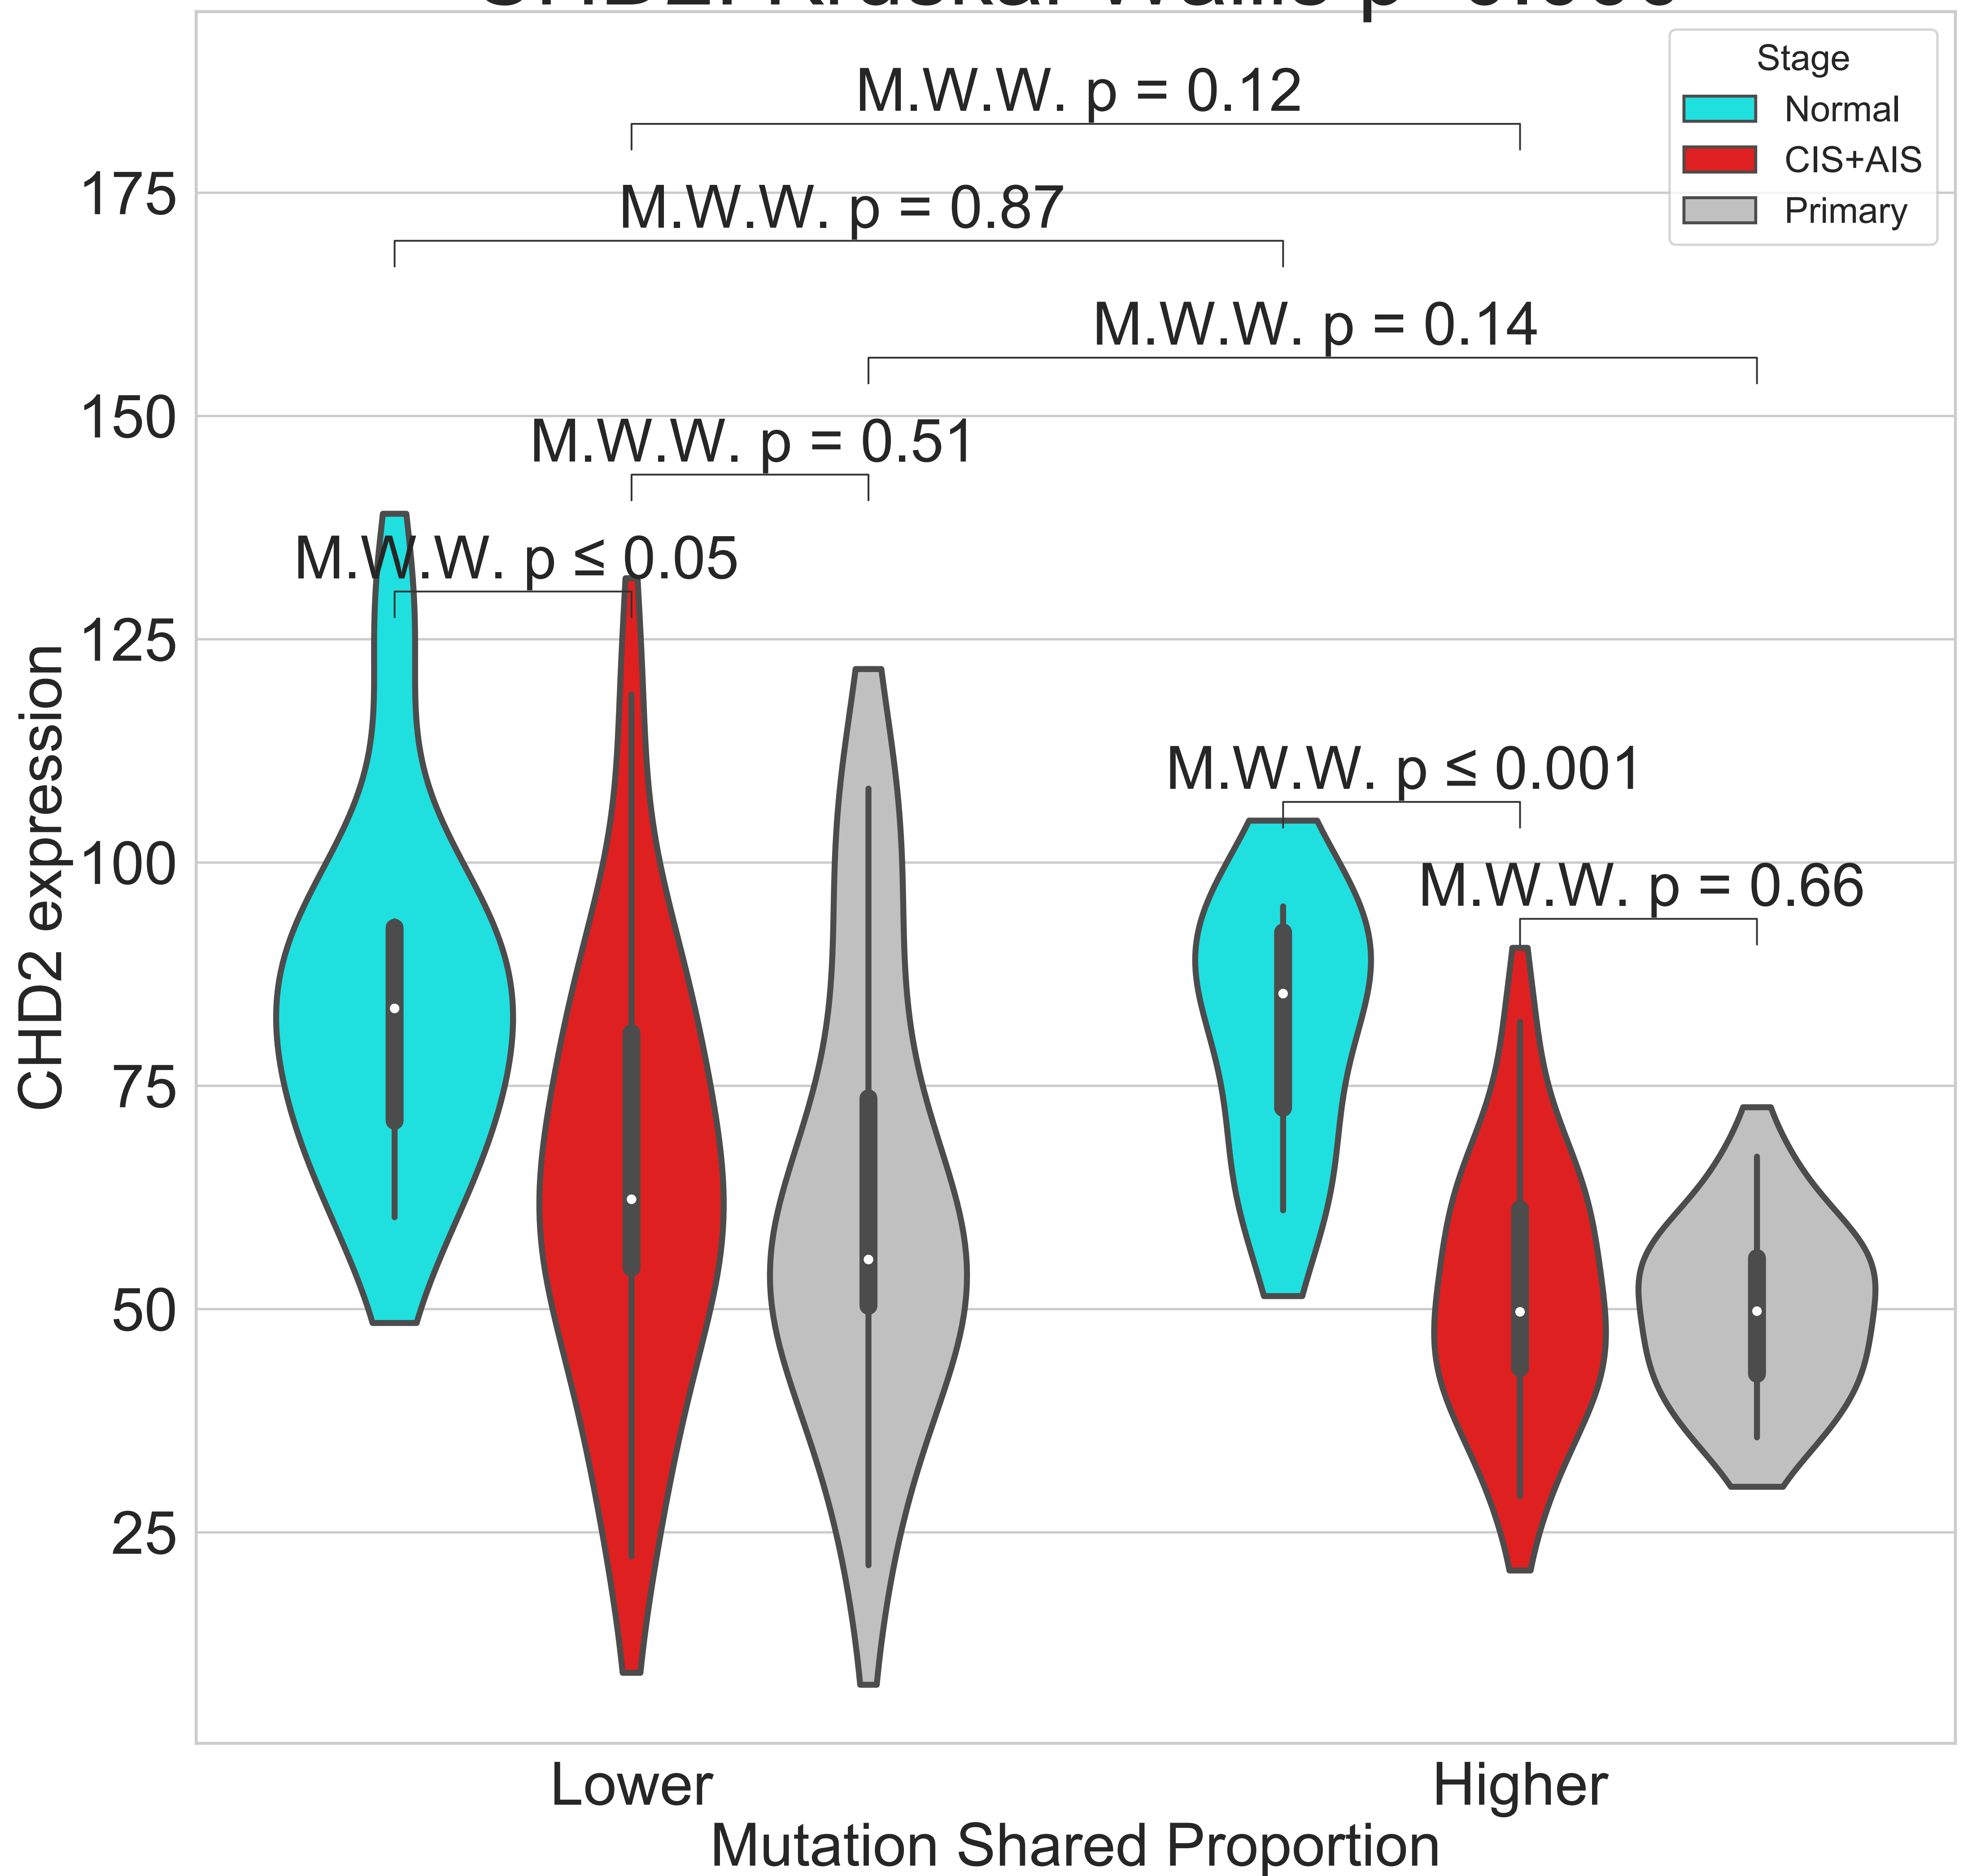 M.W.W. p = 0.12
M.W.W. p = 0.87
M.W.W. p = 0.14
M.W.W. p = 0.51
M.W.W. p ≤ 0.05
M.W.W. p ≤ 0.001
M.W.W. p = 0.66
Stage
Normal
CIS+AIS
Primary
175
150
125
100
75
50
25
CHD2 expression
Lower
Higher
Mutation Shared Proportion